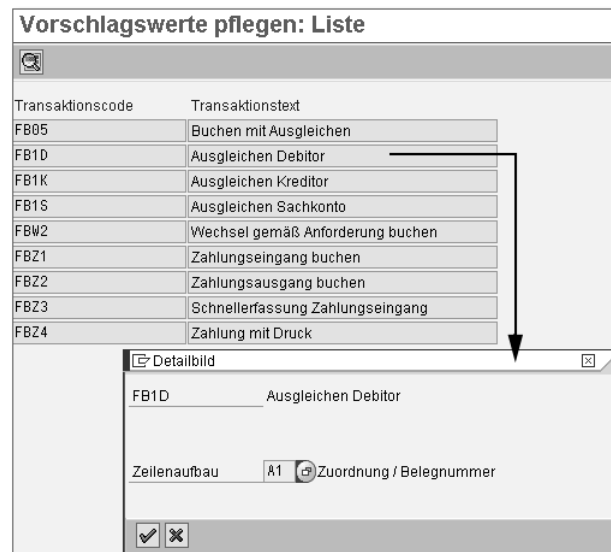 Vorschlagswerte pflegen: Liste
Transaktionscode Transaktionstext
FB05 Buchen mit Ausgleichen
FB1D Ausgleichen Debitor
FB1K Ausgleichen Kreditor
FB1S Ausgleichen Sachkonto
FBW2 Wechsel gemäß Anforderung buchen
FBZ1 Zahlungseingang buchen
FBZ2 Zahlungsausgang buchen
FBZ3 Schnellerfassung Zahlungseingang
FBZ4 Zahlung mit Druck
Detailbild
FB1D Ausgleichen Debitor
Zeilenaufbau A1 Zuordnung / Belegnummer